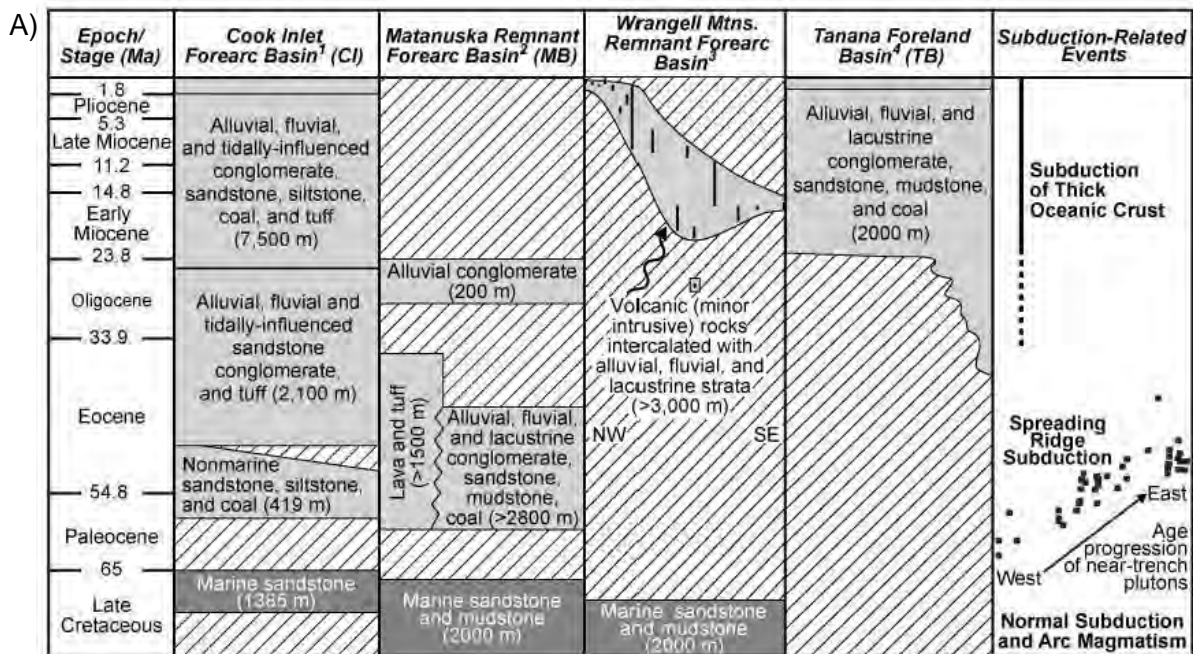 A)
Epoch/
Stage (Ma)
Cook Inlet
Forearc Basin¹ (CI)
Matanuska Remnant
Forearc Basin² (MB)
Wrangell Mtns.
Remnant Forearc
Basin³
Tanana Foreland
Basin⁴ (TB)
Subduction-Related
Events
1.8
Pliocene
5.3
Late Miocene
11.2
14.8
Early
Miocene
23.8
Oligocene
33.9
Eocene
54.8
Paleocene
65
Late
Cretaceous
Alluvial, fluvial,
and tidally-influenced
conglomerate,
sandstone, siltstone,
coal, and tuff
(7,500 m)
Alluvial, fluvial and
tidally-influenced
sandstone
conglomerate,
and tuff (2,100 m)
Nonmarine
sandstone, siltstone,
and coal (419 m)
Marine sandstone
(1385 m)
Alluvial conglomerate
(200 m)
Lava and tuff
(>1500 m)
Alluvial, fluvial,
and lacustrine
conglomerate,
sandstone,
mudstone,
coal (>2800 m)
Marine sandstone
and mudstone
(2000 m)
Volcanic (minor
intrusive) rocks
intercalated with
alluvial, fluvial, and
lacustrine strata
(>3,000 m)
NW
SE
Marine sandstone
and mudstone
(2000 m)
Alluvial, fluvial, and
lacustrine
conglomerate,
sandstone, mudstone,
and coal
(2000 m)
Subduction
of Thick
Oceanic Crust
Spreading
Ridge
Subduction
East
West
Age
progression
of near-trench
plutons
Normal Subduction
and Arc Magmatism